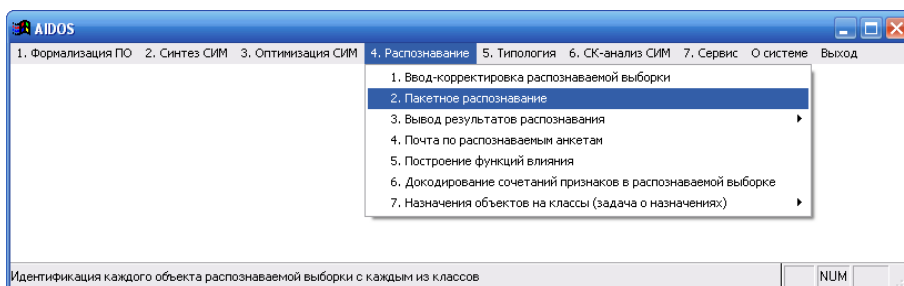 AIDOS
1. Формализация ПО 2. Синтез СИМ 3. Оптимизация СИМ 4. Распознавание 5. Типология 6. СК-анализ СИМ 7. Сервис О системе Выход
1. Ввод-корректировка распознаваемой выборки
2. Пакетное распознавание
3. Вывод результатов распознавания
4. Почта по распознаваемым анкетам
5. Построение функций влияния
6. Докодирование сочетаний признаков в распознаваемой выборке
7. Назначения объектов на классы (задача о назначениях)
Идентификация каждого объекта распознаваемой выборки с каждым из классов NUM